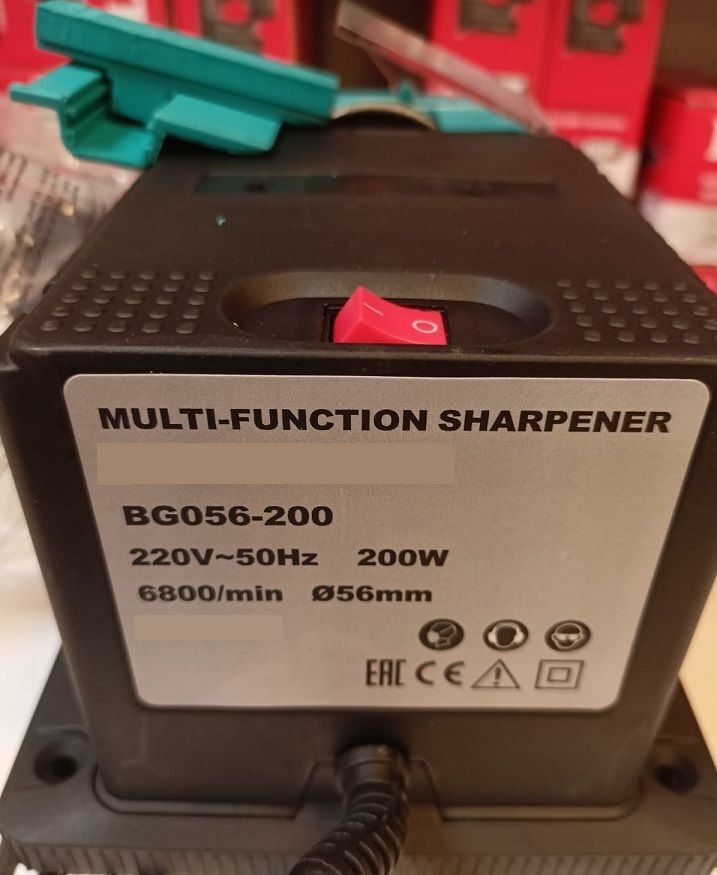 I O
MULTI-FUNCTION SHARPENER
BG056-200
220V~50Hz 200W
6800/min Ø56mm
EAC CE